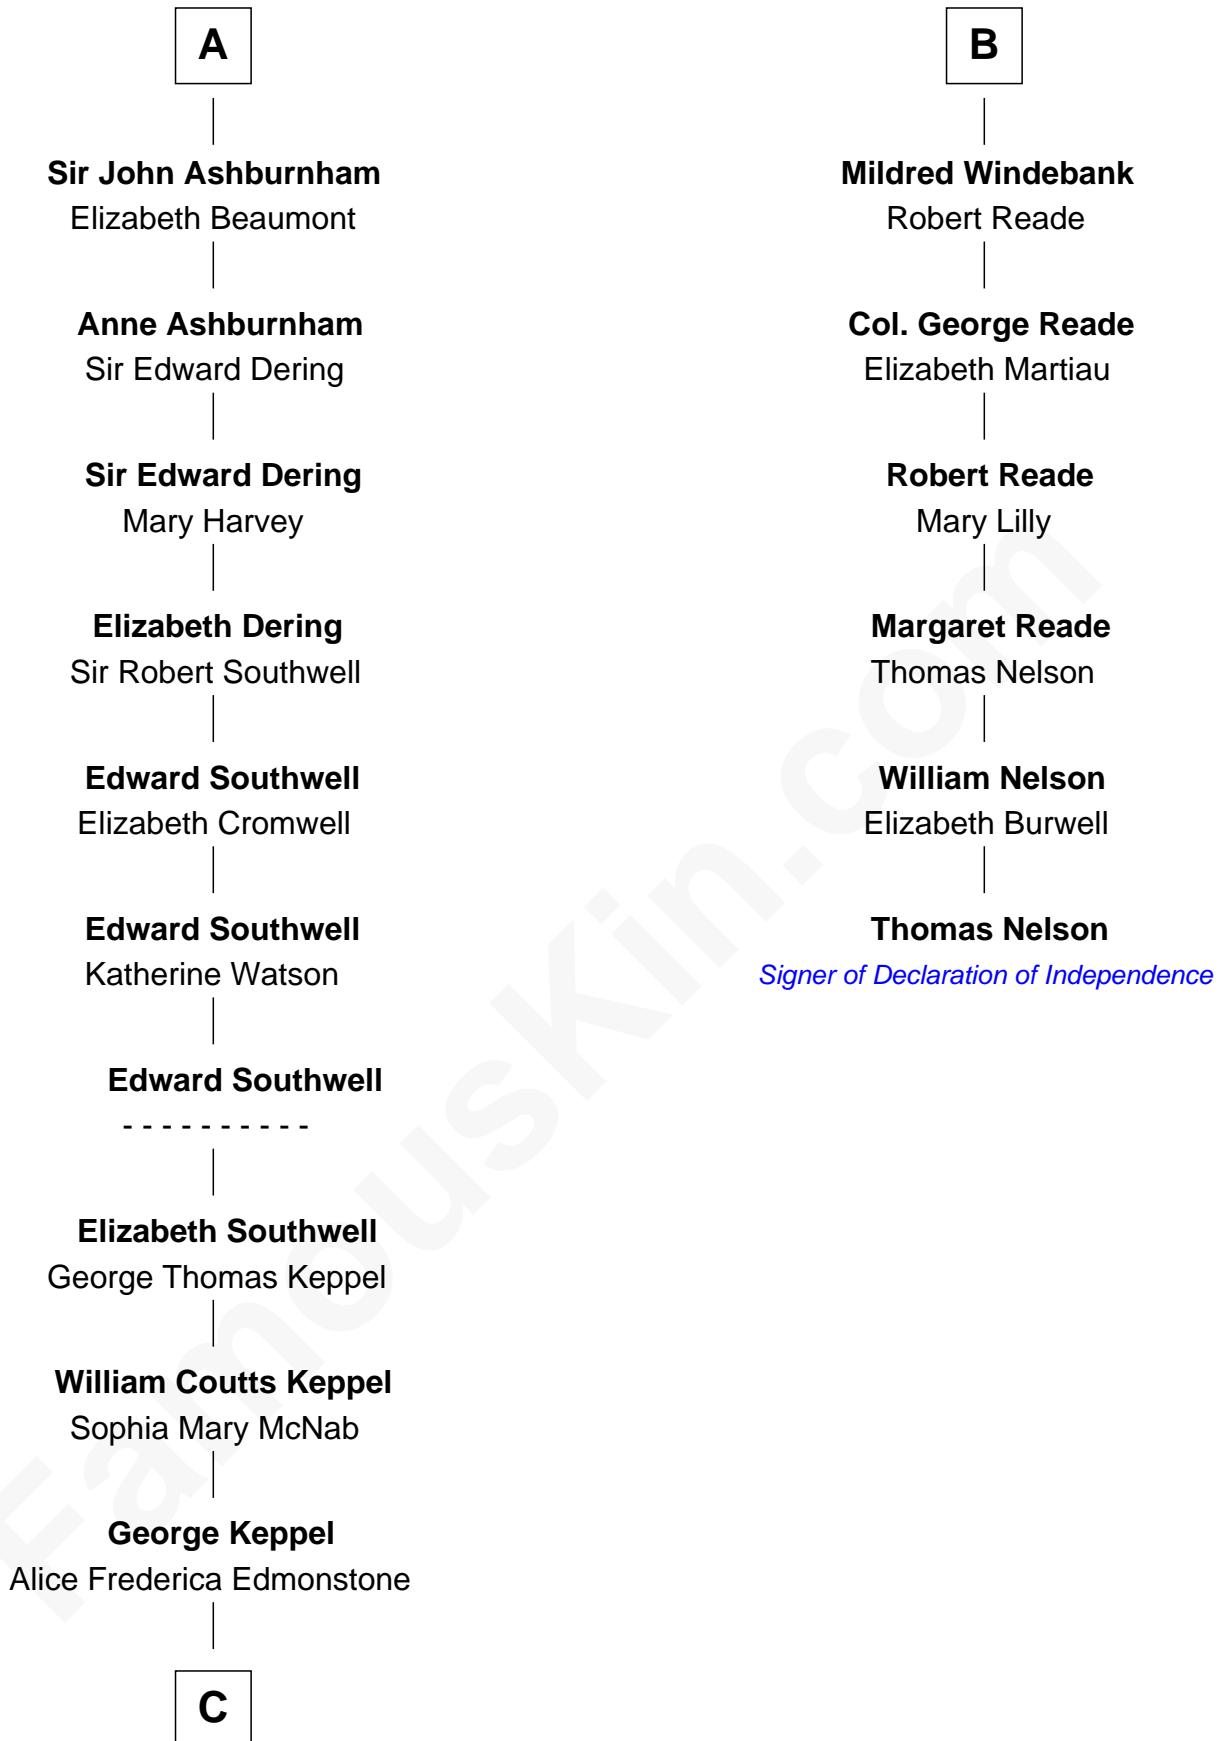 A
Sir John Ashburnham
Elizabeth Beaumont
Anne Ashburnham
Sir Edward Dering
Sir Edward Dering
Mary Harvey
Elizabeth Dering
Sir Robert Southwell
Edward Southwell
Elizabeth Cromwell
Edward Southwell
Katherine Watson
Edward Southwell
- - - - - - - - - -
Elizabeth Southwell
George Thomas Keppel
William Coutts Keppel
Sophia Mary McNab
George Keppel
Alice Frederica Edmonstone
C
B
Mildred Windebank
Robert Reade
Col. George Reade
Elizabeth Martiau
Robert Reade
Mary Lilly
Margaret Reade
Thomas Nelson
William Nelson
Elizabeth Burwell
Thomas Nelson
Signer of Declaration of Independence
FamousKin.com